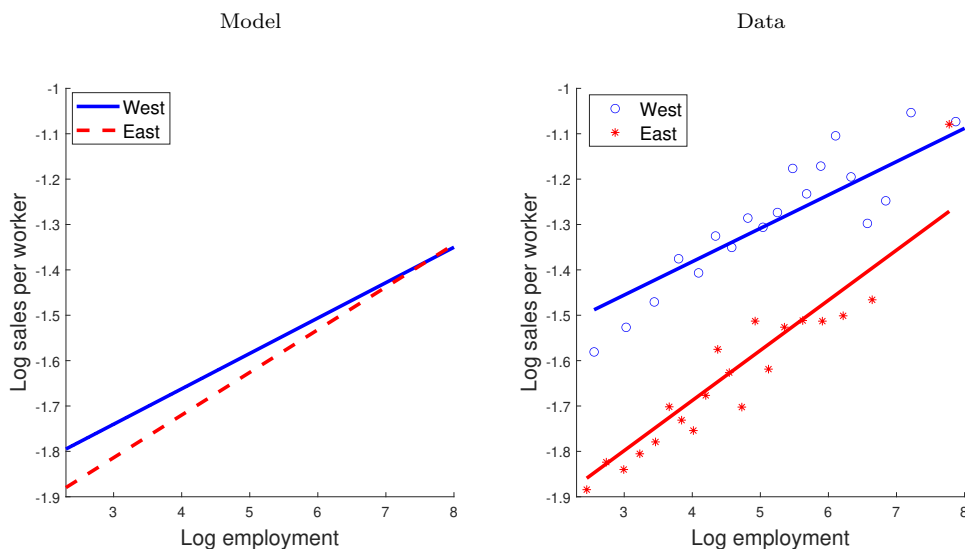 Model
-1
-1.1
-1.2
-1.3
-1.4
-1.5
-1.6
-1.7
-1.8
-1.9
Log sales per worker
West
East
3 4 5 6 7 8
Log employment
Data
-1
-1.1
-1.2
-1.3
-1.4
-1.5
-1.6
-1.7
-1.8
-1.9
Log sales per worker
West
East
3 4 5 6 7 8
Log employment